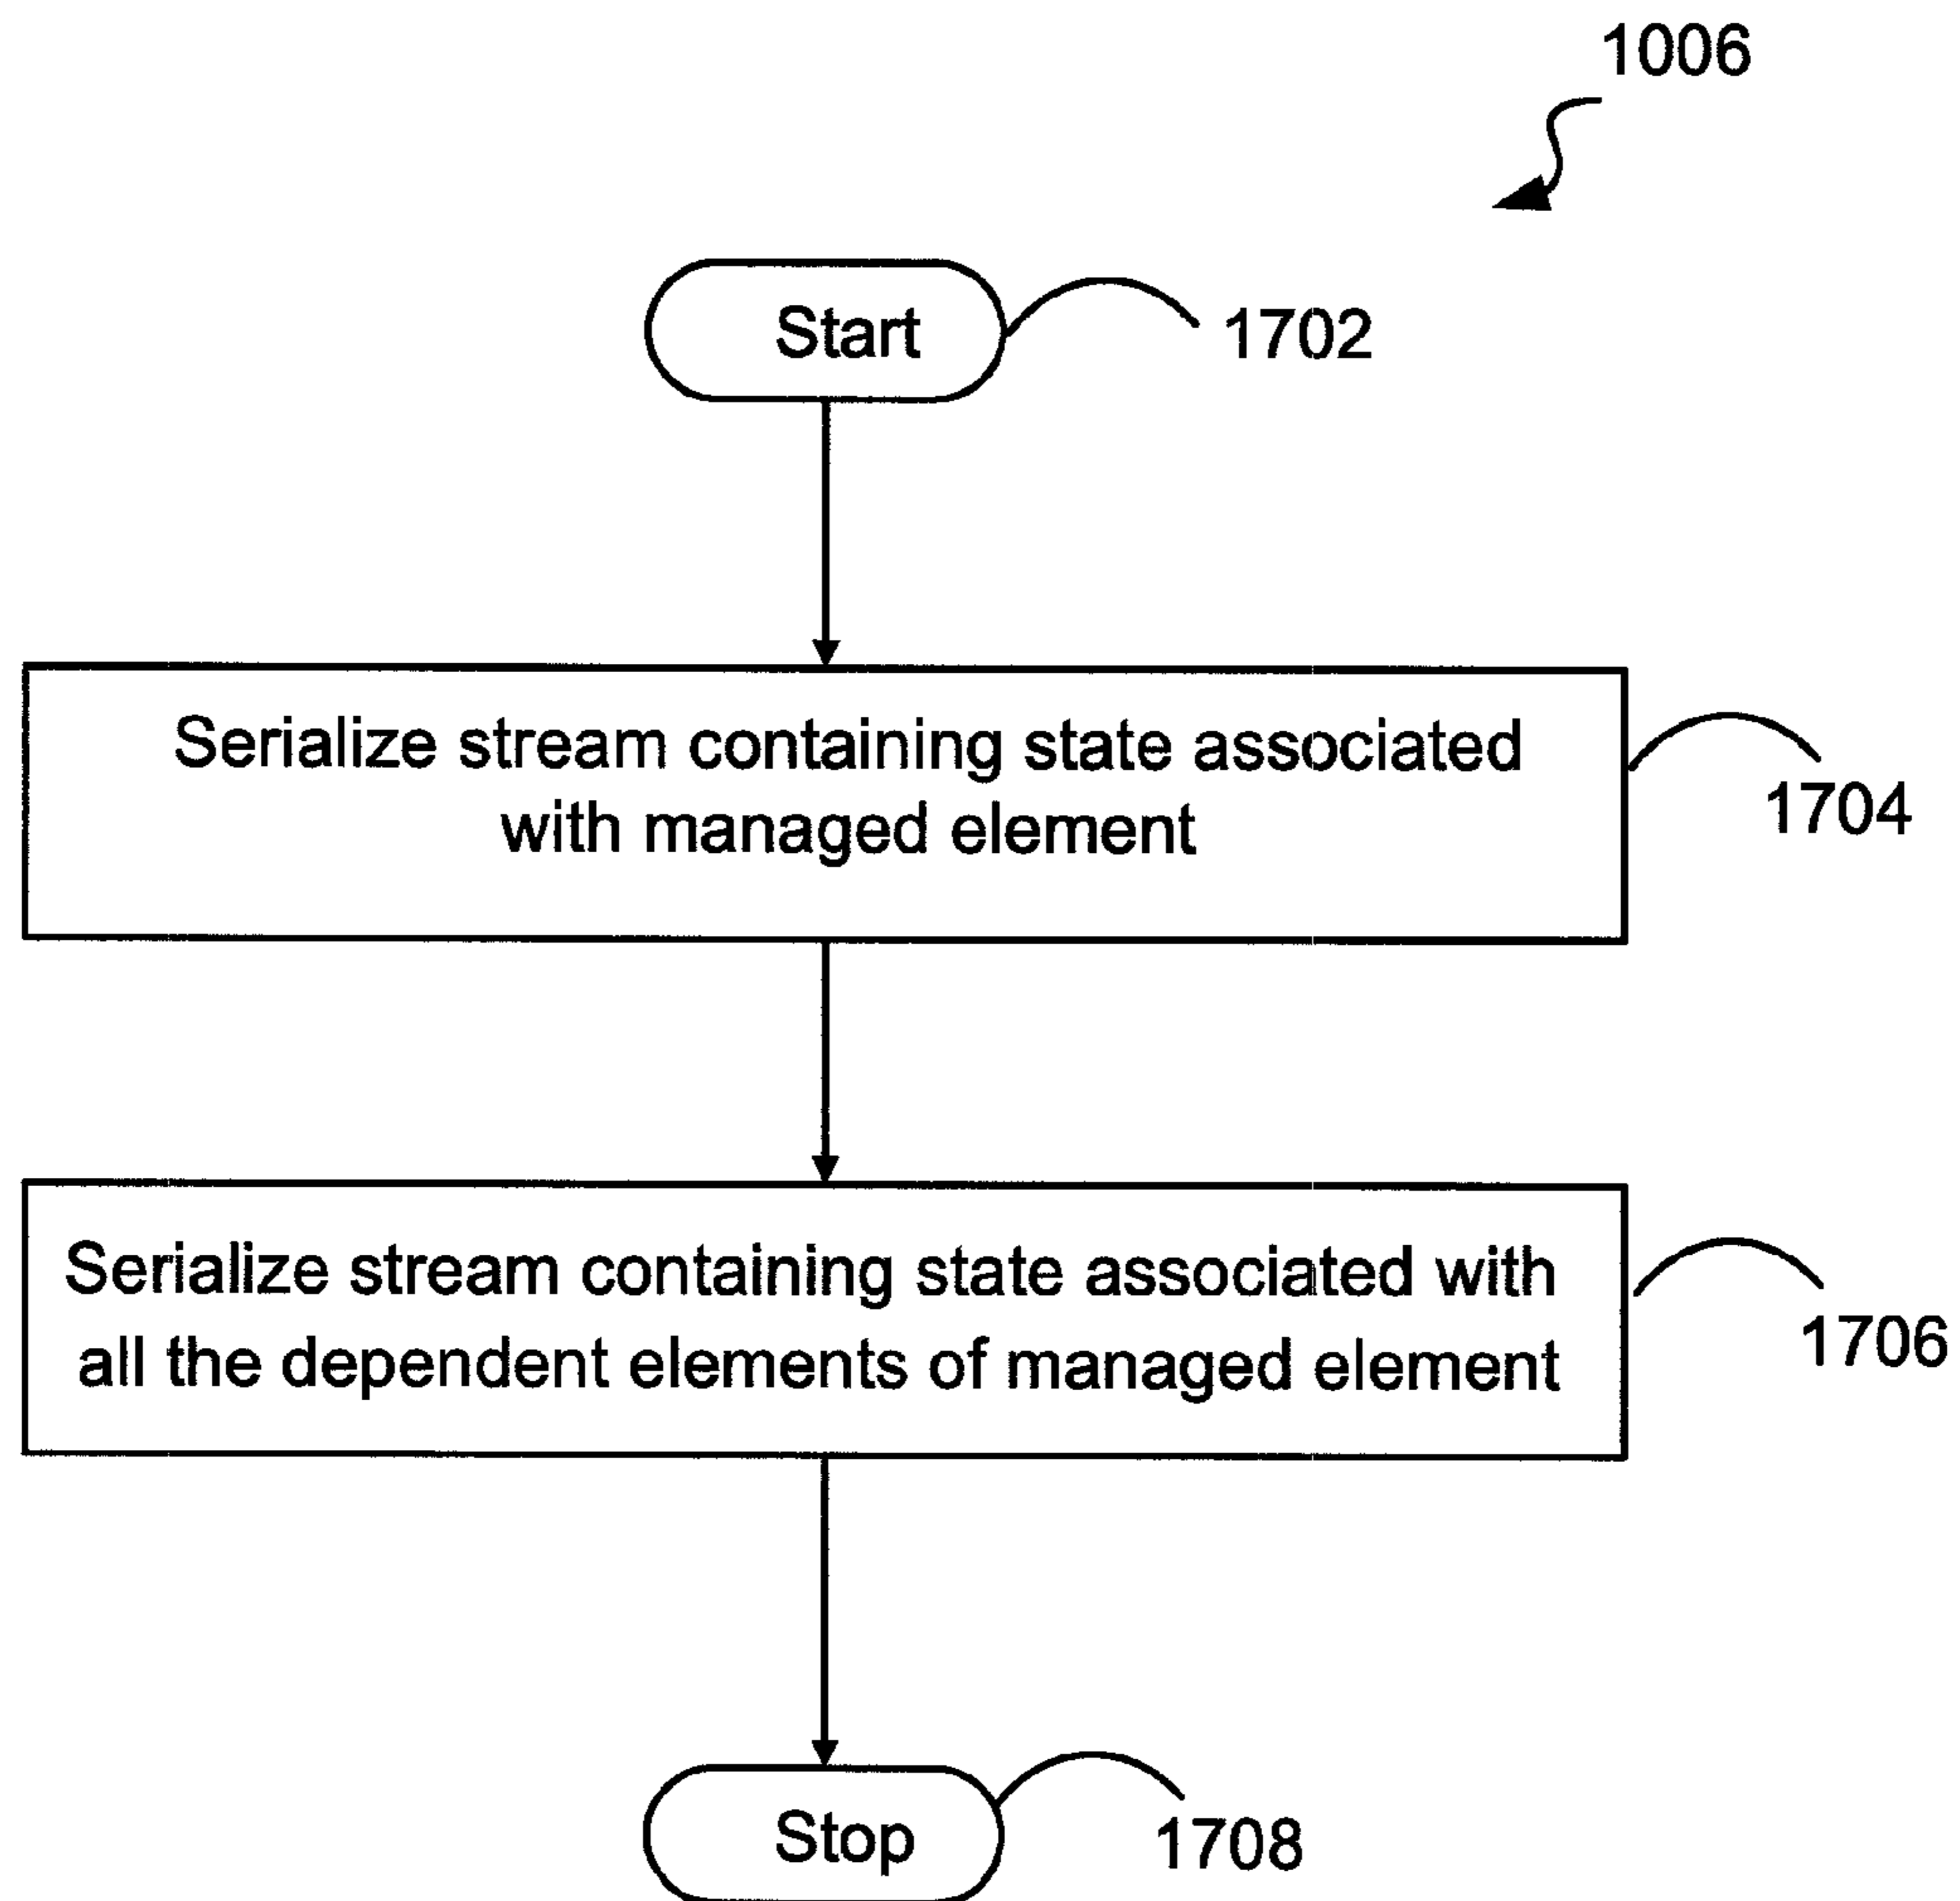 1006
Start
1702
Serialize stream containing state associated
with managed element
1704
Serialize stream containing state associated with
all the dependent elements of managed element
1706
Stop
1708